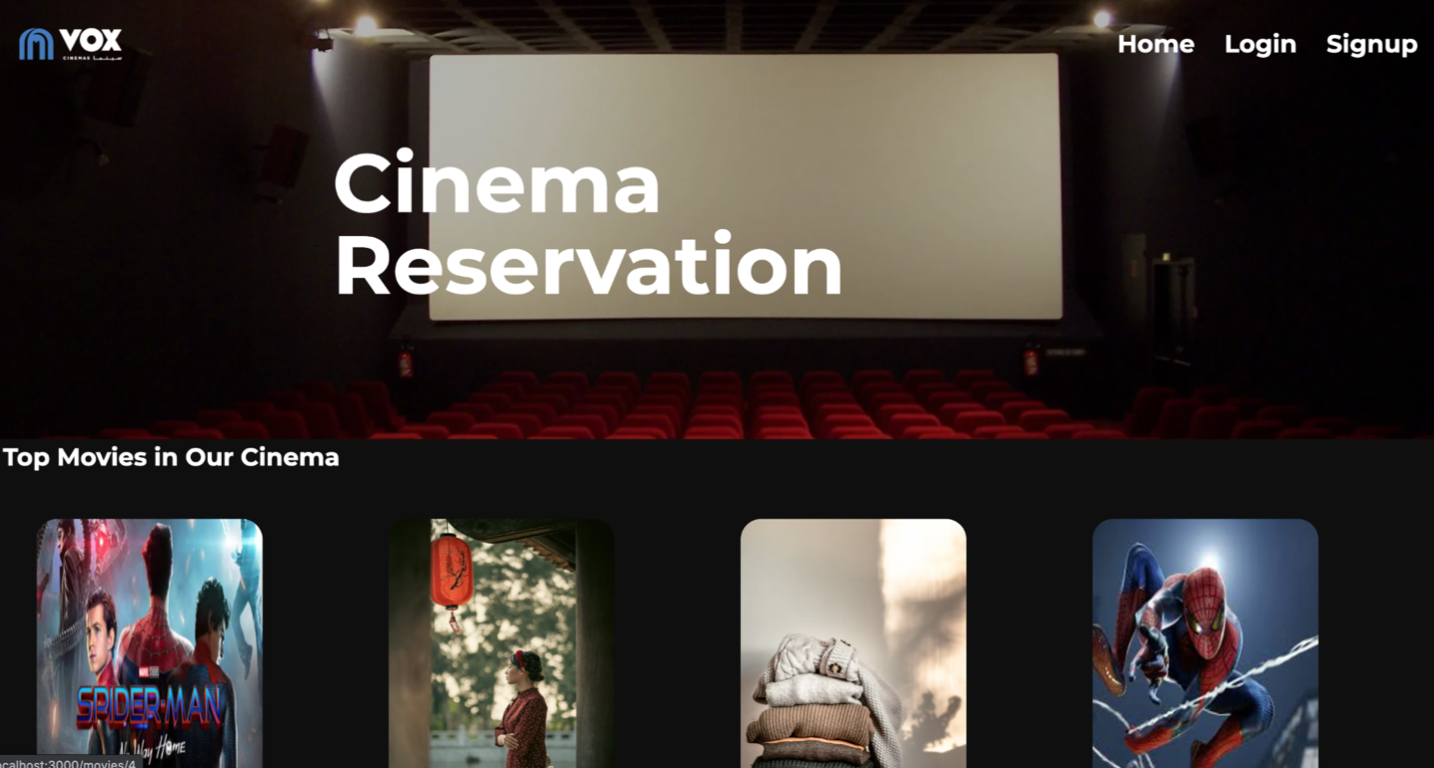 VOX
CINEMAS سينما
Home Login Signup
Cinema
Reservation
Top Movies in Our Cinema
MARVEL STUDIOS
SPIDER-MAN
No Way Home
ocalhost:3000/movies/4